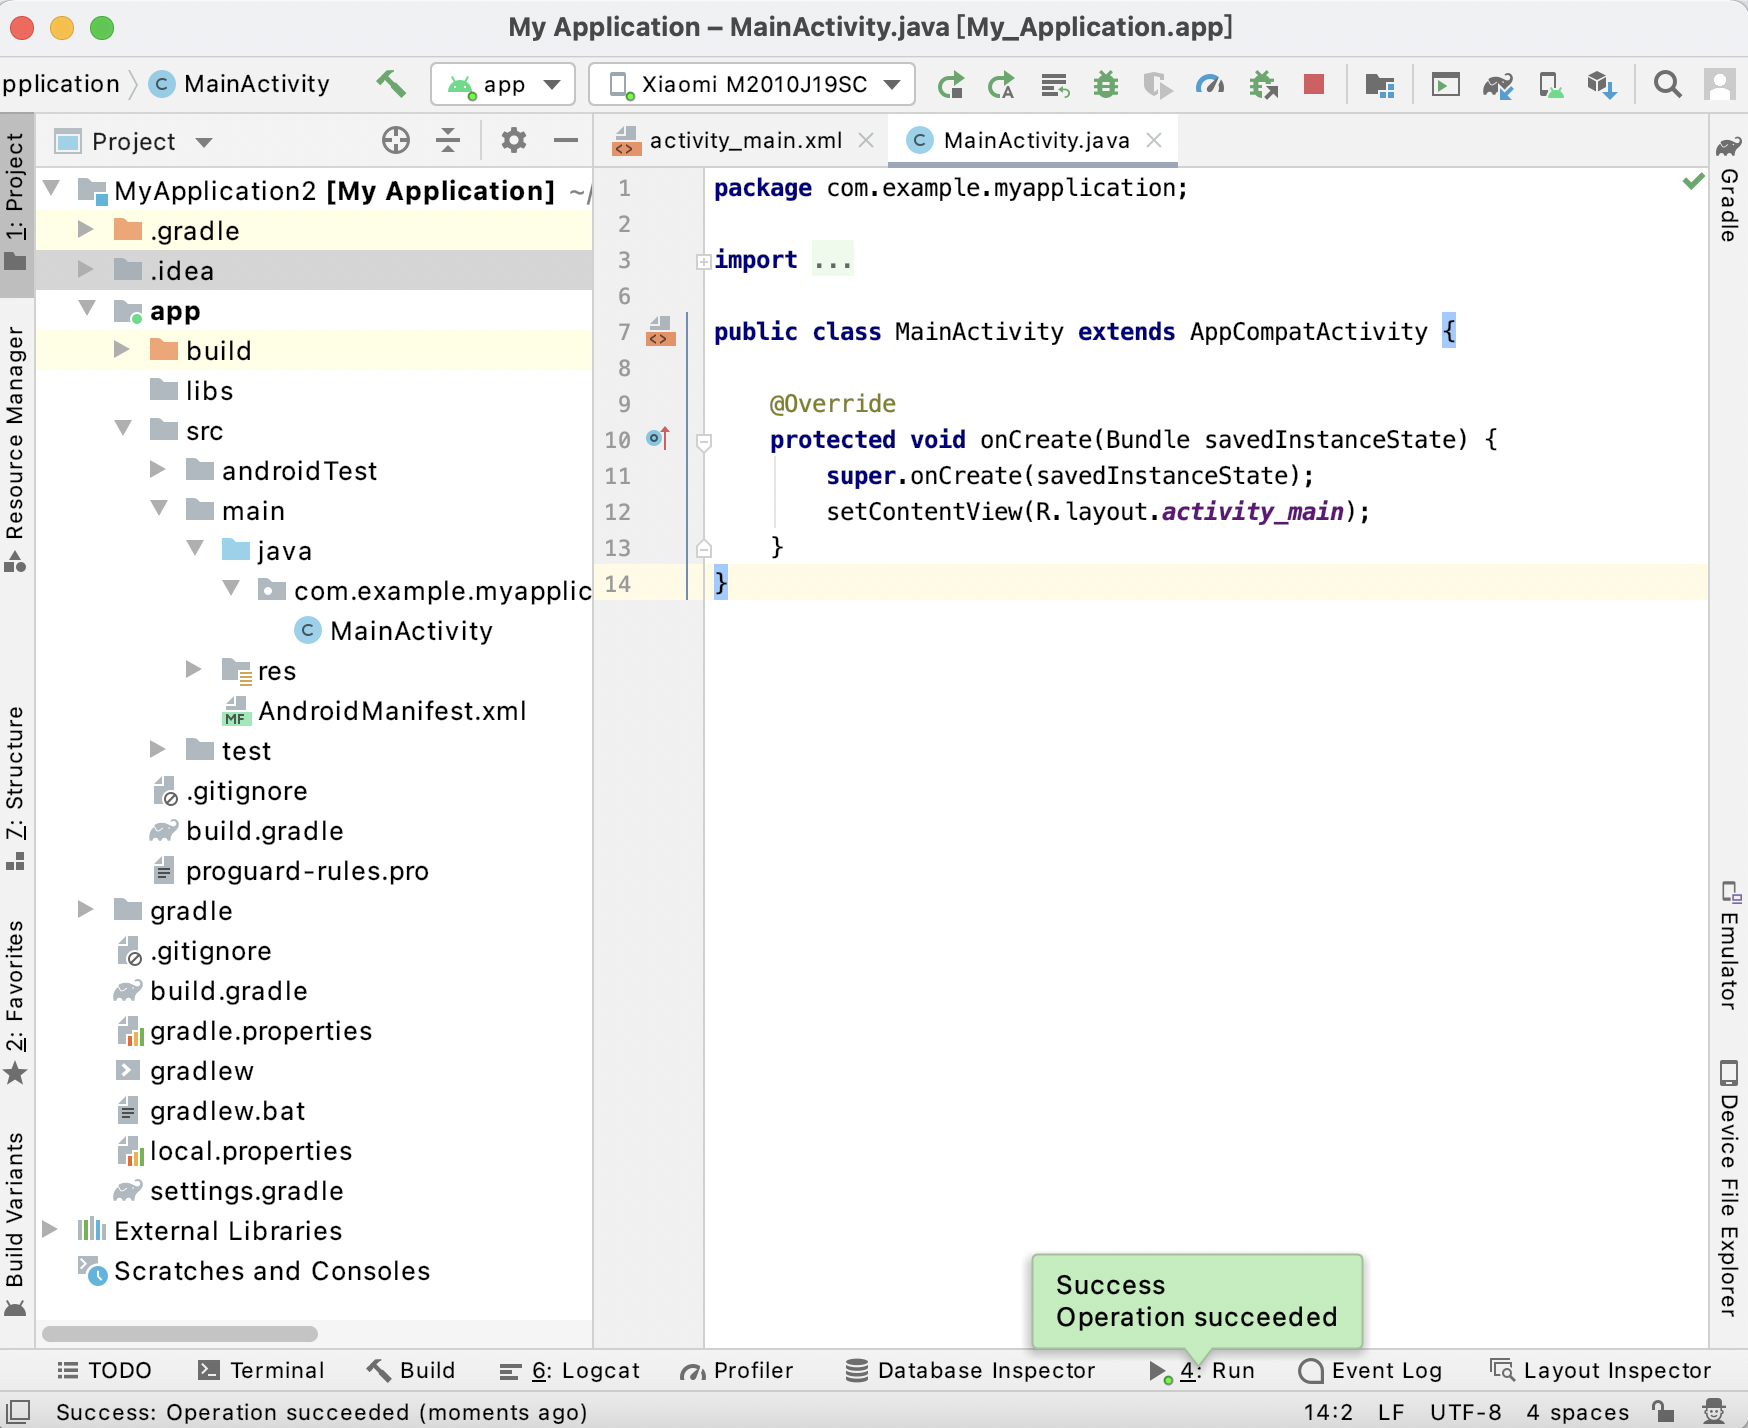 My Application – MainActivity.java [My_Application.app]
pplication
C MainActivity
app
Xiaomi M2010J19SC
Project
activity_main.xml
C MainActivity.java
1: Project
Resource Manager
7: Structure
2: Favorites
Build Variants
MyApplication2 [My Application] ~/
.gradle
.idea
app
build
libs
src
androidTest
main
java
com.example.myapplic
C MainActivity
res
MF AndroidManifest.xml
test
.gitignore
build.gradle
proguard-rules.pro
gradle
.gitignore
build.gradle
gradle.properties
gradlew
gradlew.bat
local.properties
settings.gradle
External Libraries
Scratches and Consoles
1 package com.example.myapplication;
2
3 import ...
6
7 public class MainActivity extends AppCompatActivity {
8
9 @Override
10 protected void onCreate(Bundle savedInstanceState) {
11 super.onCreate(savedInstanceState);
12 setContentView(R.layout.activity_main);
13 }
14 }
Gradle
Emulator
Device File Explorer
Success
Operation succeeded
TODO
Terminal
Build
6: Logcat
Profiler
Database Inspector
4: Run
Event Log
Layout Inspector
Success: Operation succeeded (moments ago)
14:2 LF UTF-8 4 spaces